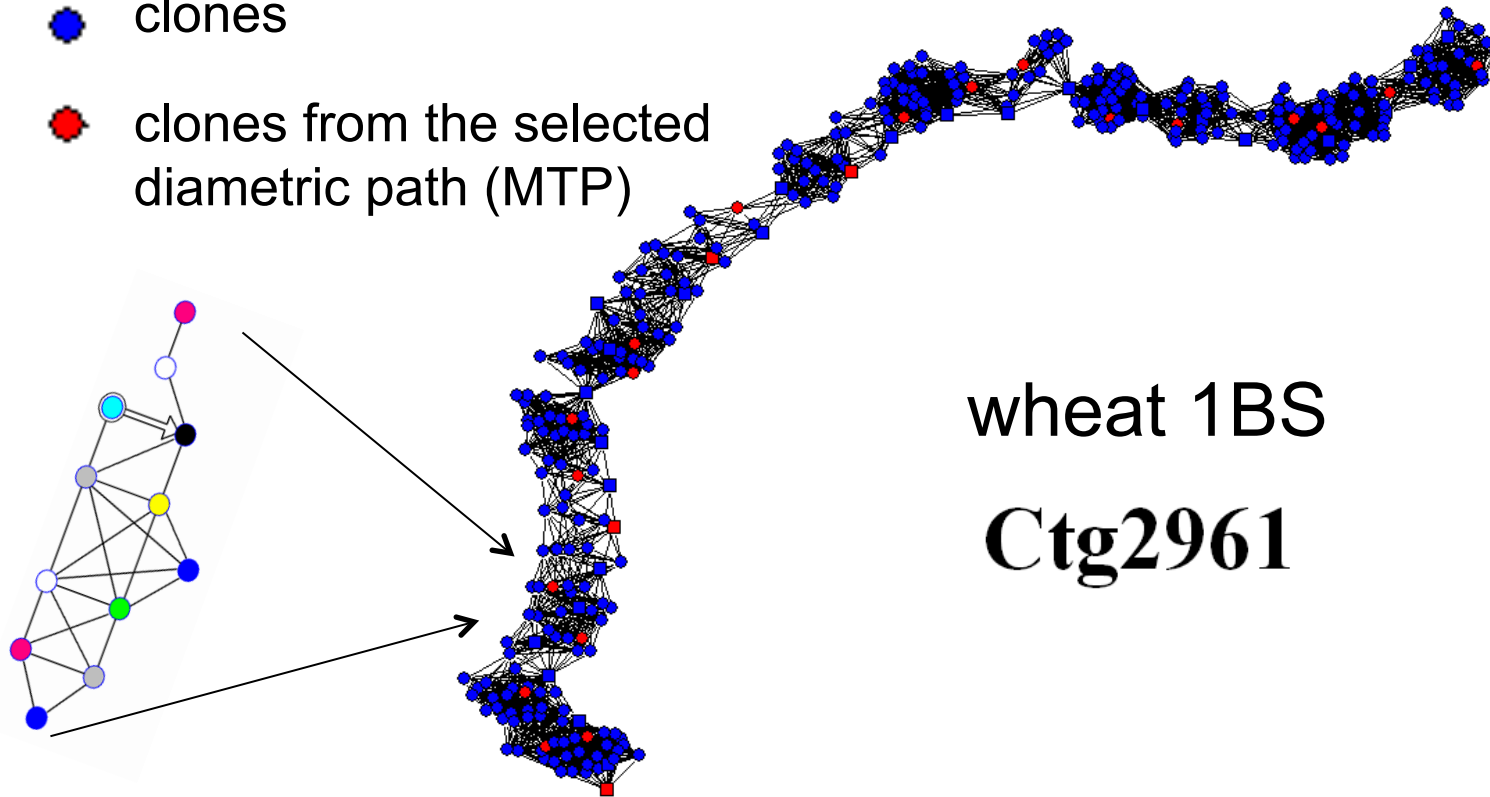 clones
clones from the selected
diametric path (MTP)
wheat 1BS
Ctg2961